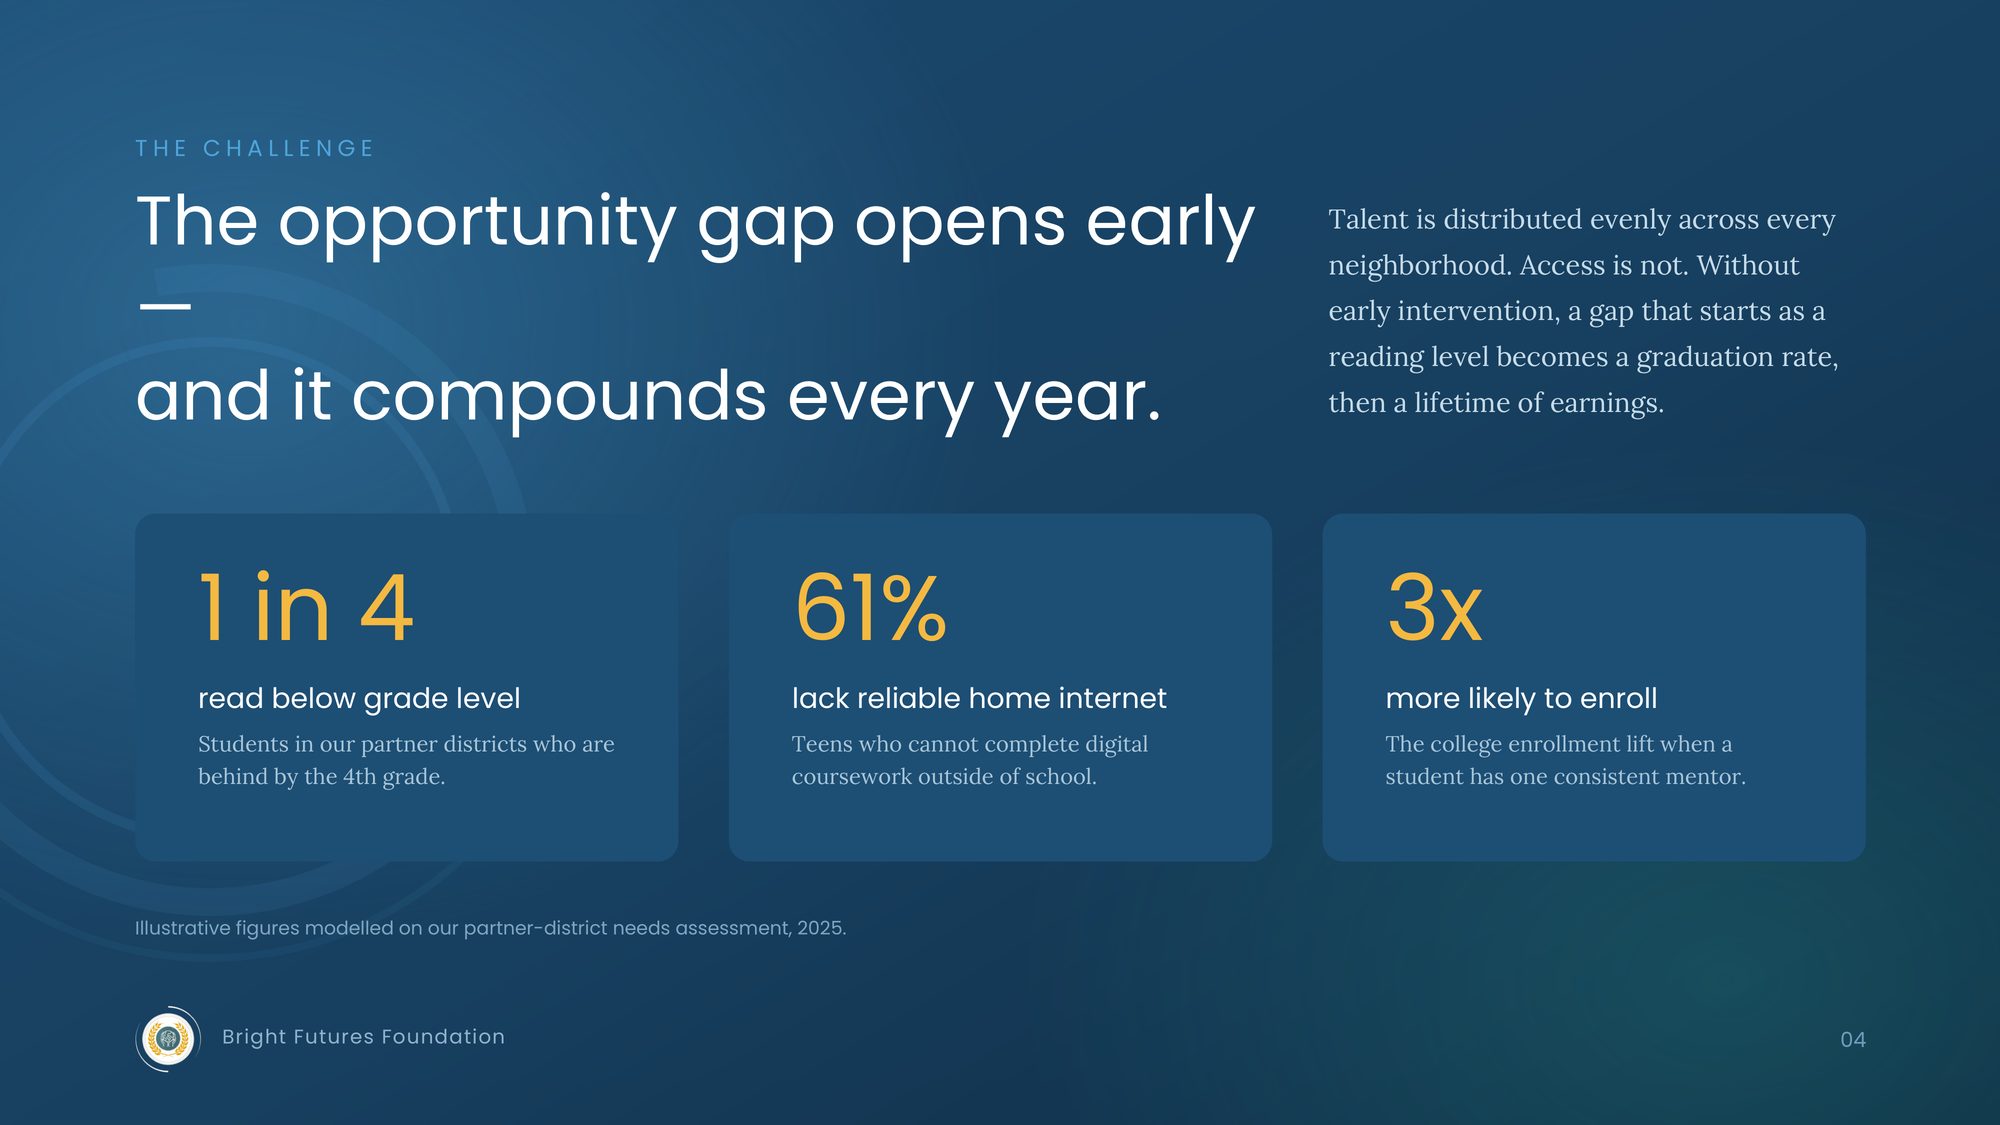 THE CHALLENGE
The opportunity gap opens early
—
and it compounds every year.
Talent is distributed evenly across every
neighborhood. Access is not. Without
early intervention, a gap that starts as a
reading level becomes a graduation rate,
then a lifetime of earnings.
1 in 4
read below grade level
Students in our partner districts who are
behind by the 4th grade.
61%
lack reliable home internet
Teens who cannot complete digital
coursework outside of school.
3x
more likely to enroll
The college enrollment lift when a
student has one consistent mentor.
Illustrative figures modelled on our partner-district needs assessment, 2025.
Bright Futures Foundation
04